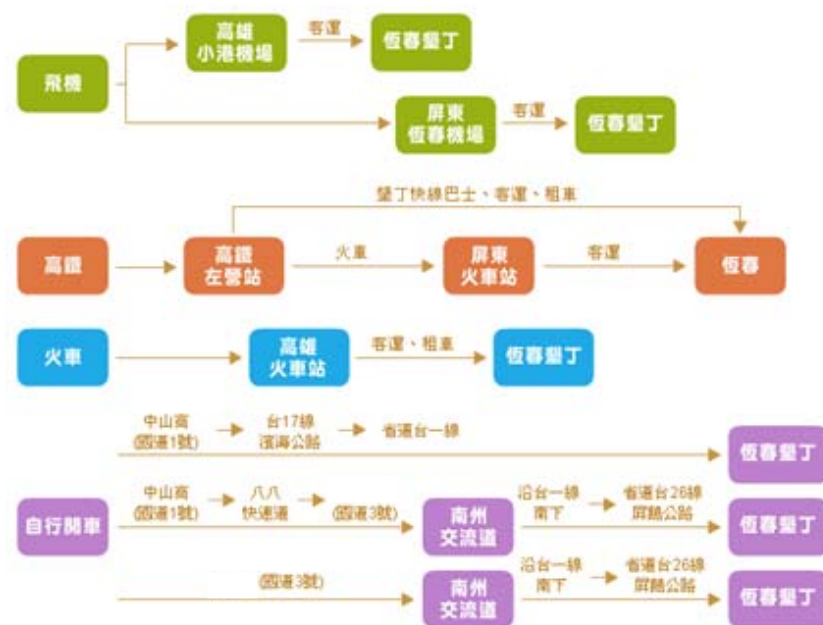 高雄
小港機場
客運
恆春墾丁
飛機
屏東
恆春機場
客運
恆春墾丁
墾丁快線巴士、客運、租車
高鐵
高鐵
左營站
火車
屏東
火車站
客運
恆春
火車
高雄
火車站
客運、租車
恆春墾丁
中山高
(國道1號)
台17線
濱海公路
省道台一線
恆春墾丁
自行開車
中山高
(國道1號)
八八
快速道
(國道3號)
南州
交流道
沿台一線
南下
省道台26線
屏鵝公路
恆春墾丁
(國道3號)
南州
交流道
沿台一線
南下
省道台26線
屏鵝公路
恆春墾丁